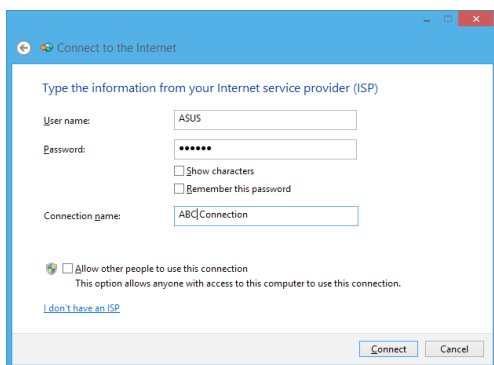 Connect to the Internet
Type the information from your Internet service provider (ISP)
User name:
ASUS
Password:
●●●●●●
Show characters
Remember this password
Connection name:
ABC Connection
Allow other people to use this connection
This option allows anyone with access to this computer to use this connection.
I don't have an ISP
Connect
Cancel